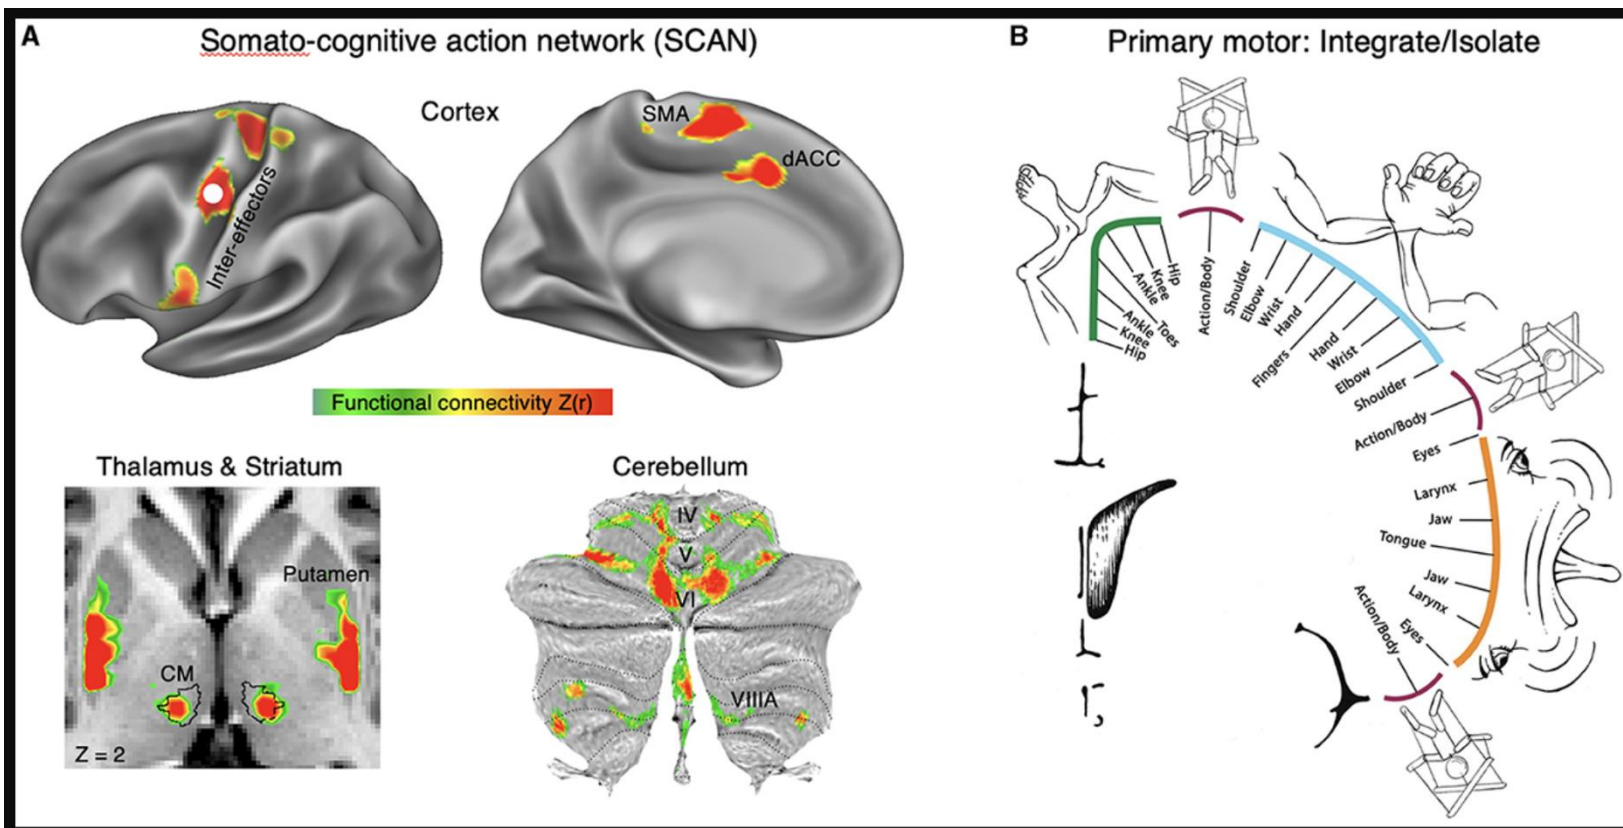 A
Somato-cognitive action network (SCAN)
Cortex
Inter-effectors
SMA
dACC
Functional connectivity Z(r)
Thalamus & Striatum
Putamen
CM
Z = 2
Cerebellum
IV
V
VI
VIIIA
B
Primary motor: Integrate/Isolate
Hip
Knee
Ankle
Toes
Ankle
Knee
Hip
Action/Body
Shoulder
Elbow
Wrist
Hand
Fingers
Hand
Wrist
Elbow
Shoulder
Action/Body
Eyes
Larynx
Jaw
Tongue
Jaw
Larynx
Eyes
Action/Body